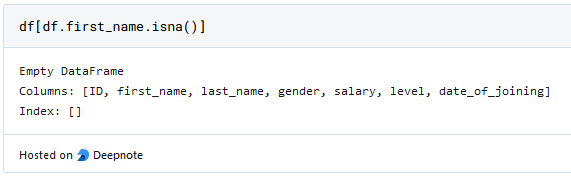 df[df.first_name.isna()]
Empty DataFrame
Columns: [ID, first_name, last_name, gender, salary, level, date_of_joining]
Index: []
Hosted on Deepnote